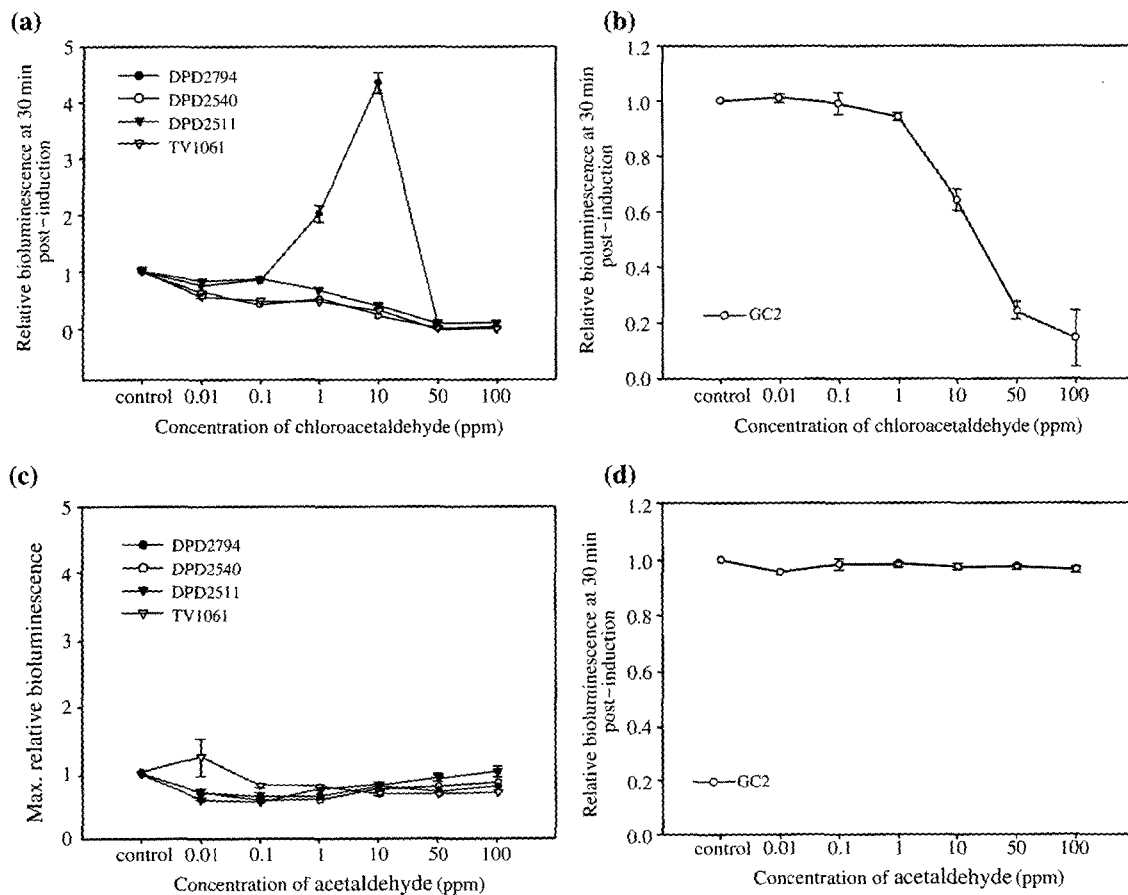 (a)
5
4
3
2
1
0
Relative bioluminescence at 30 min
post-induction
DPD2794
DPD2540
DPD2511
TV1061
control 0.01 0.1 1 10 50 100
Concentration of chloroacetaldehyde (ppm)
(b)
1.2
1.0
0.8
0.6
0.4
0.2
0.0
Relative bioluminescence at 30 min
post-induction
GC2
control 0.01 0.1 1 10 50 100
Concentration of chloroacetaldehyde (ppm)
(c)
5
4
3
2
1
0
Max. relative bioluminescence
DPD2794
DPD2540
DPD2511
TV1061
control 0.01 0.1 1 10 50 100
Concentration of acetaldehyde (ppm)
(d)
1.2
1.0
0.8
0.6
0.4
0.2
0.0
Relative bioluminescence at 30 min
post-induction
GC2
control 0.01 0.1 1 10 50 100
Concentration of acetaldehyde (ppm)